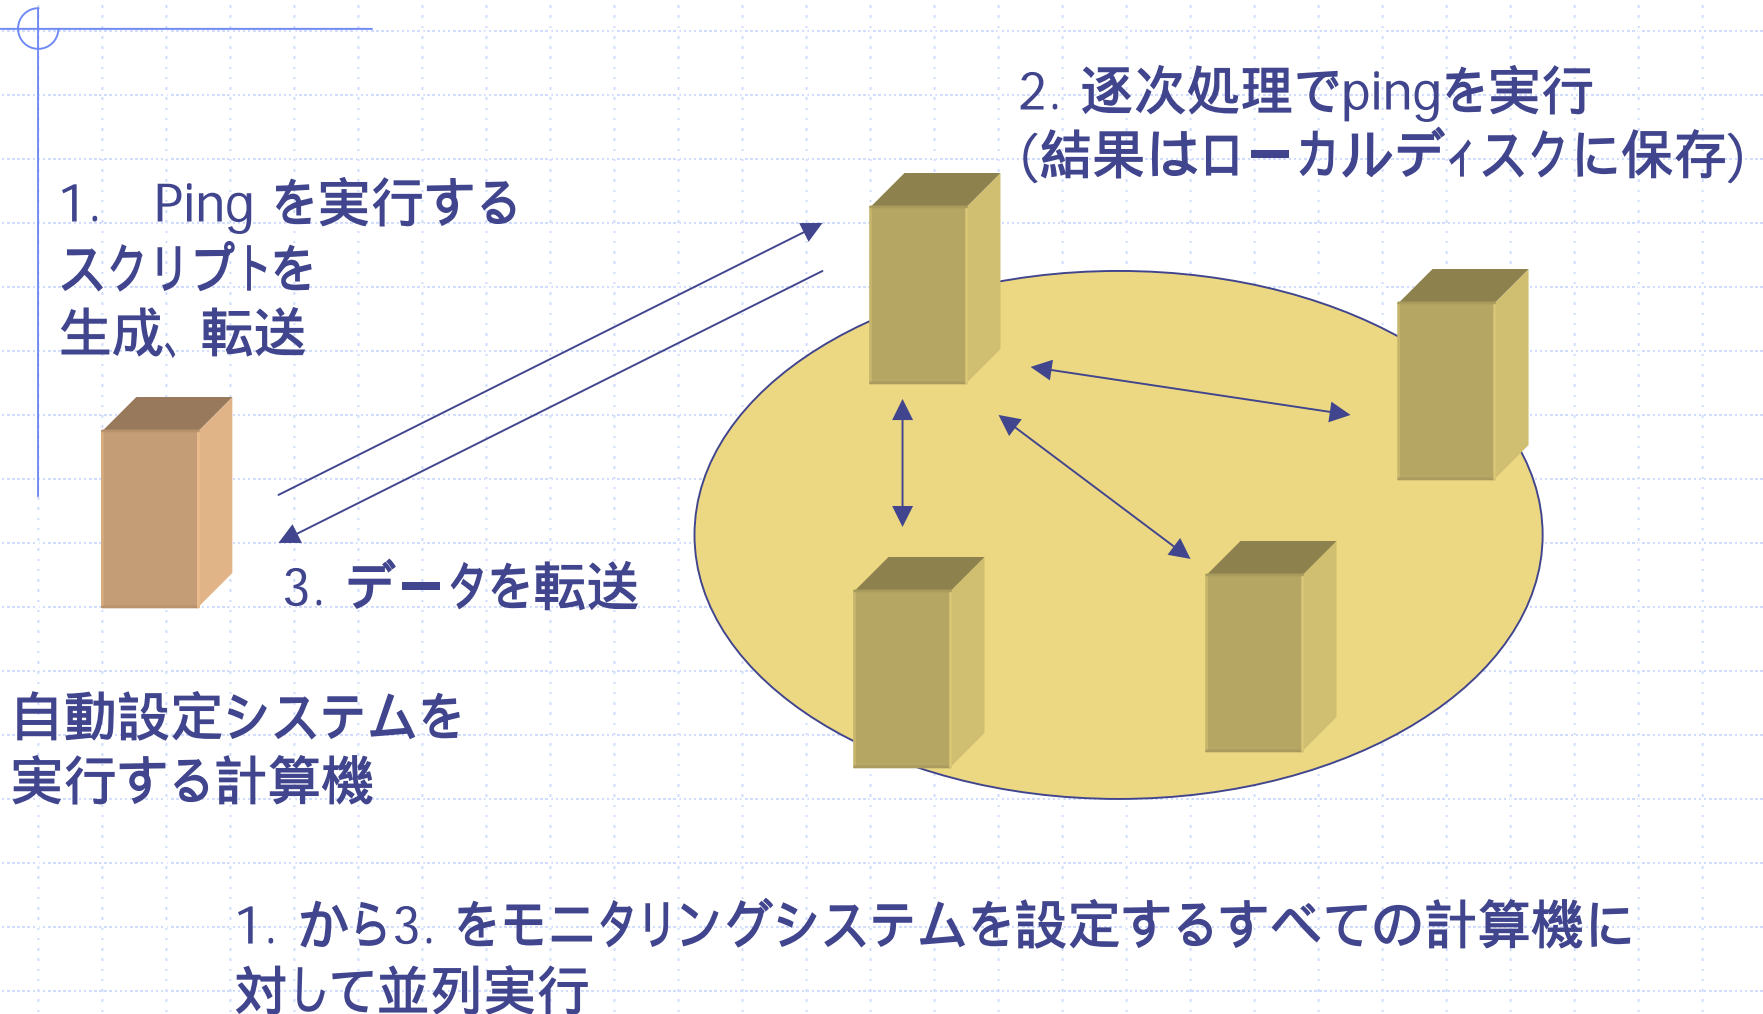 1.　Ping を実行する
スクリプトを
生成、転送
2. 逐次処理でpingを実行
(結果はローカルディスクに保存)
3. データを転送
自動設定システムを
実行する計算機
1. から3. をモニタリングシステムを設定するすべての計算機に
対して並列実行